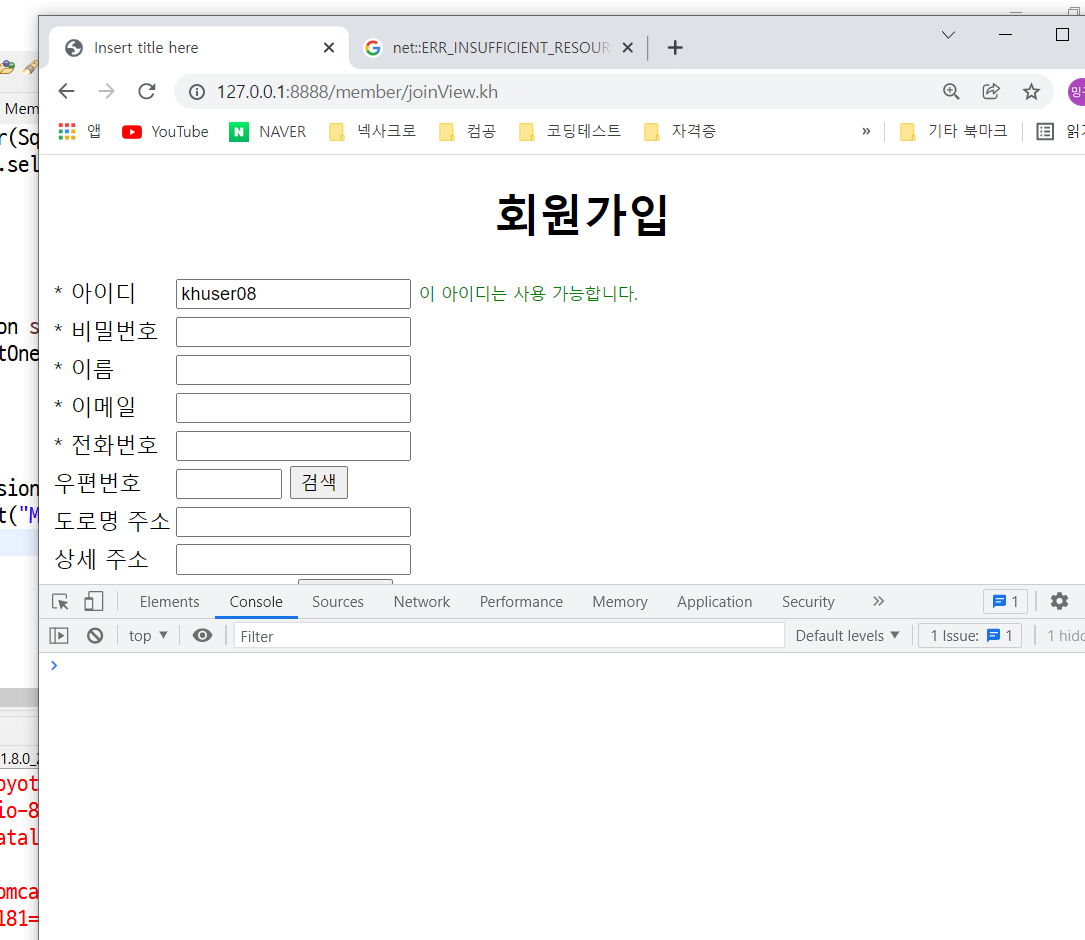 Insert title here
net::ERR_INSUFFICIENT_RESOUR
127.0.0.1:8888/member/joinView.kh
밍구
앱 YouTube N NAVER 넥사크로 컴공 코딩테스트 자격증 » 기타 북마크
Mem
r(Sq
.sel
회원가입
* 아이디 khuser08 이 아이디는 사용 가능합니다.
on s
* 비밀번호
tOne
* 이름
* 이메일
* 전화번호
우편번호 검색
sion
도로명 주소
t("M
상세 주소
Elements Console Sources Network Performance Memory Application Security » 1
top Filter Default levels 1 Issue: 1 1 hidd
1.8.0_2
oyot
io-8
atal
omca
181=